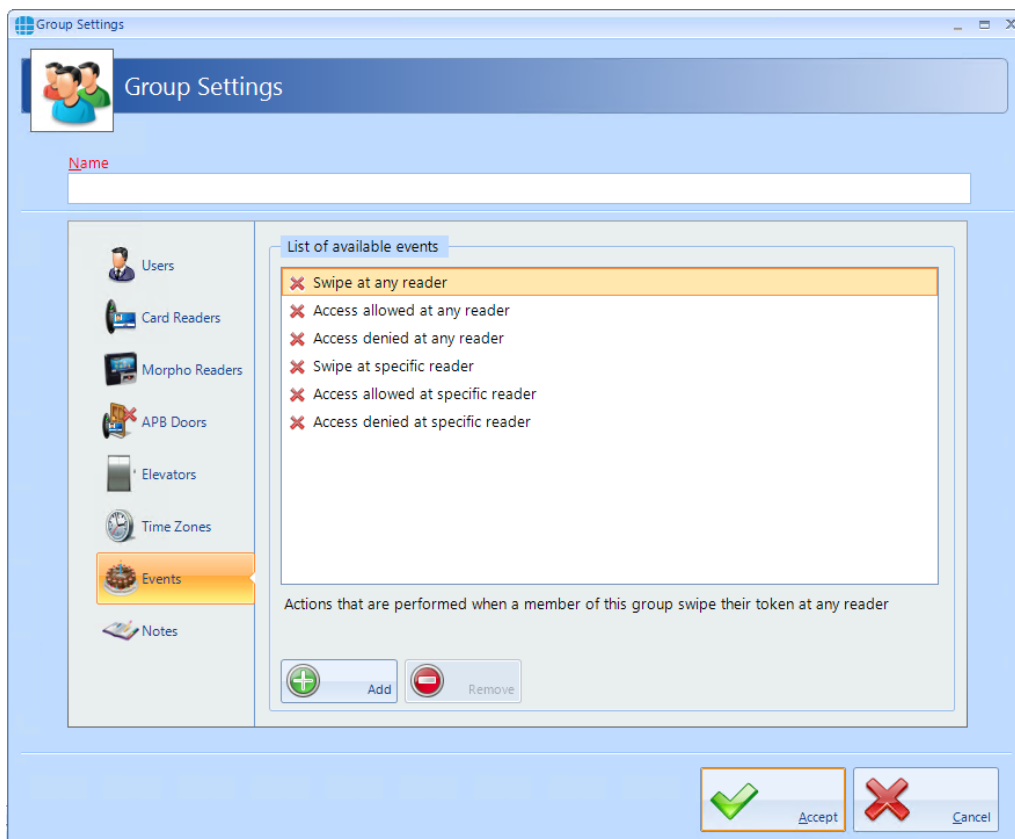 Group Settings
Group Settings
Name
Users
Card Readers
Morpho Readers
APB Doors
Elevators
Time Zones
Events
Notes
List of available events
Swipe at any reader
Access allowed at any reader
Access denied at any reader
Swipe at specific reader
Access allowed at specific reader
Access denied at specific reader
Actions that are performed when a member of this group swipe their token at any reader
Add
Remove
Accept
Cancel